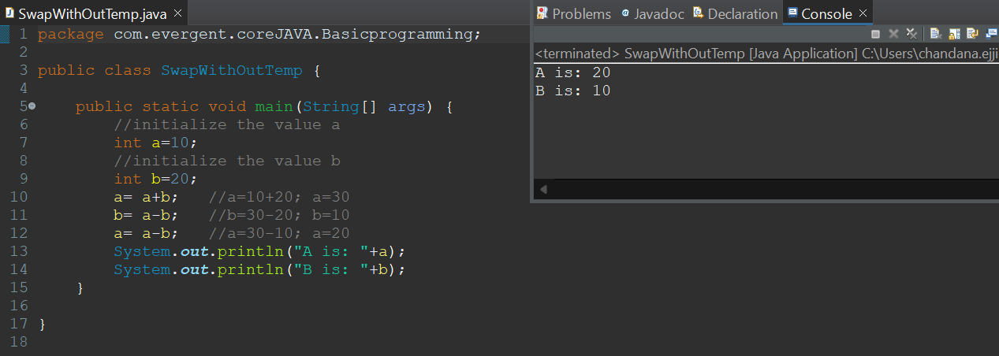 SwapWithOutTemp.java
1 package com.evergent.coreJAVA.Basicprogramming;
2
3 public class SwapWithOutTemp {
4
5 public static void main(String[] args) {
6 //initialize the value a
7 int a=10;
8 //initialize the value b
9 int b=20;
10 a= a+b; //a=10+20; a=30
11 b= a-b; //b=30-20; b=10
12 a= a-b; //a=30-10; a=20
13 System.out.println("A is: "+a);
14 System.out.println("B is: "+b);
15 }
16
17 }
18
Problems Javadoc Declaration Console
<terminated> SwapWithOutTemp [Java Application] C:\Users\chandana.ejji
A is: 20
B is: 10